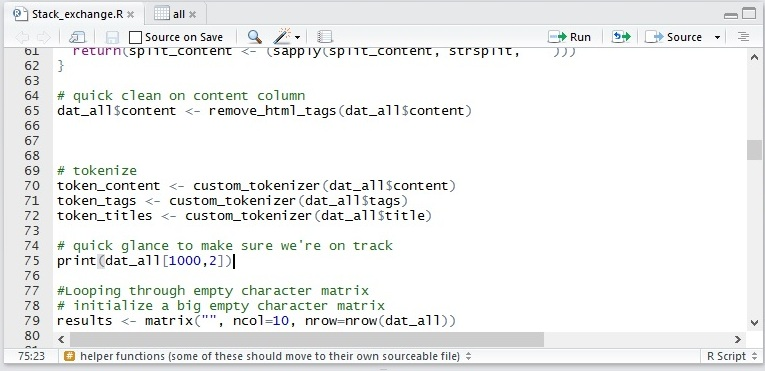 Stack_exchange.R
all
Source on Save
Run
Source
61 return(split_content <- (sapply(split_content, strsplit, " ")))
62 }
63
64 # quick clean on content column
65 dat_all$content <- remove_html_tags(dat_all$content)
66
67
68
69 # tokenize
70 token_content <- custom_tokenizer(dat_all$content)
71 token_tags <- custom_tokenizer(dat_all$tags)
72 token_titles <- custom_tokenizer(dat_all$title)
73
74 # quick glance to make sure we're on track
75 print(dat_all[1000,2])
76
77 #Looping through empty character matrix
78 # initialize a big empty character matrix
79 results <- matrix("", ncol=10, nrow=nrow(dat_all))
80
75:23 # helper functions (some of these should move to their own sourceable file) R Script